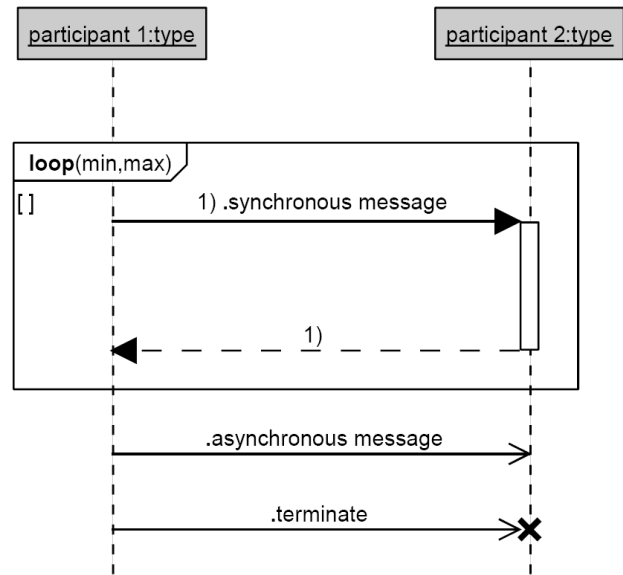 participant 1:type
participant 2:type
loop(min,max)
[ ]
1) .synchronous message
1)
.asynchronous message
.terminate